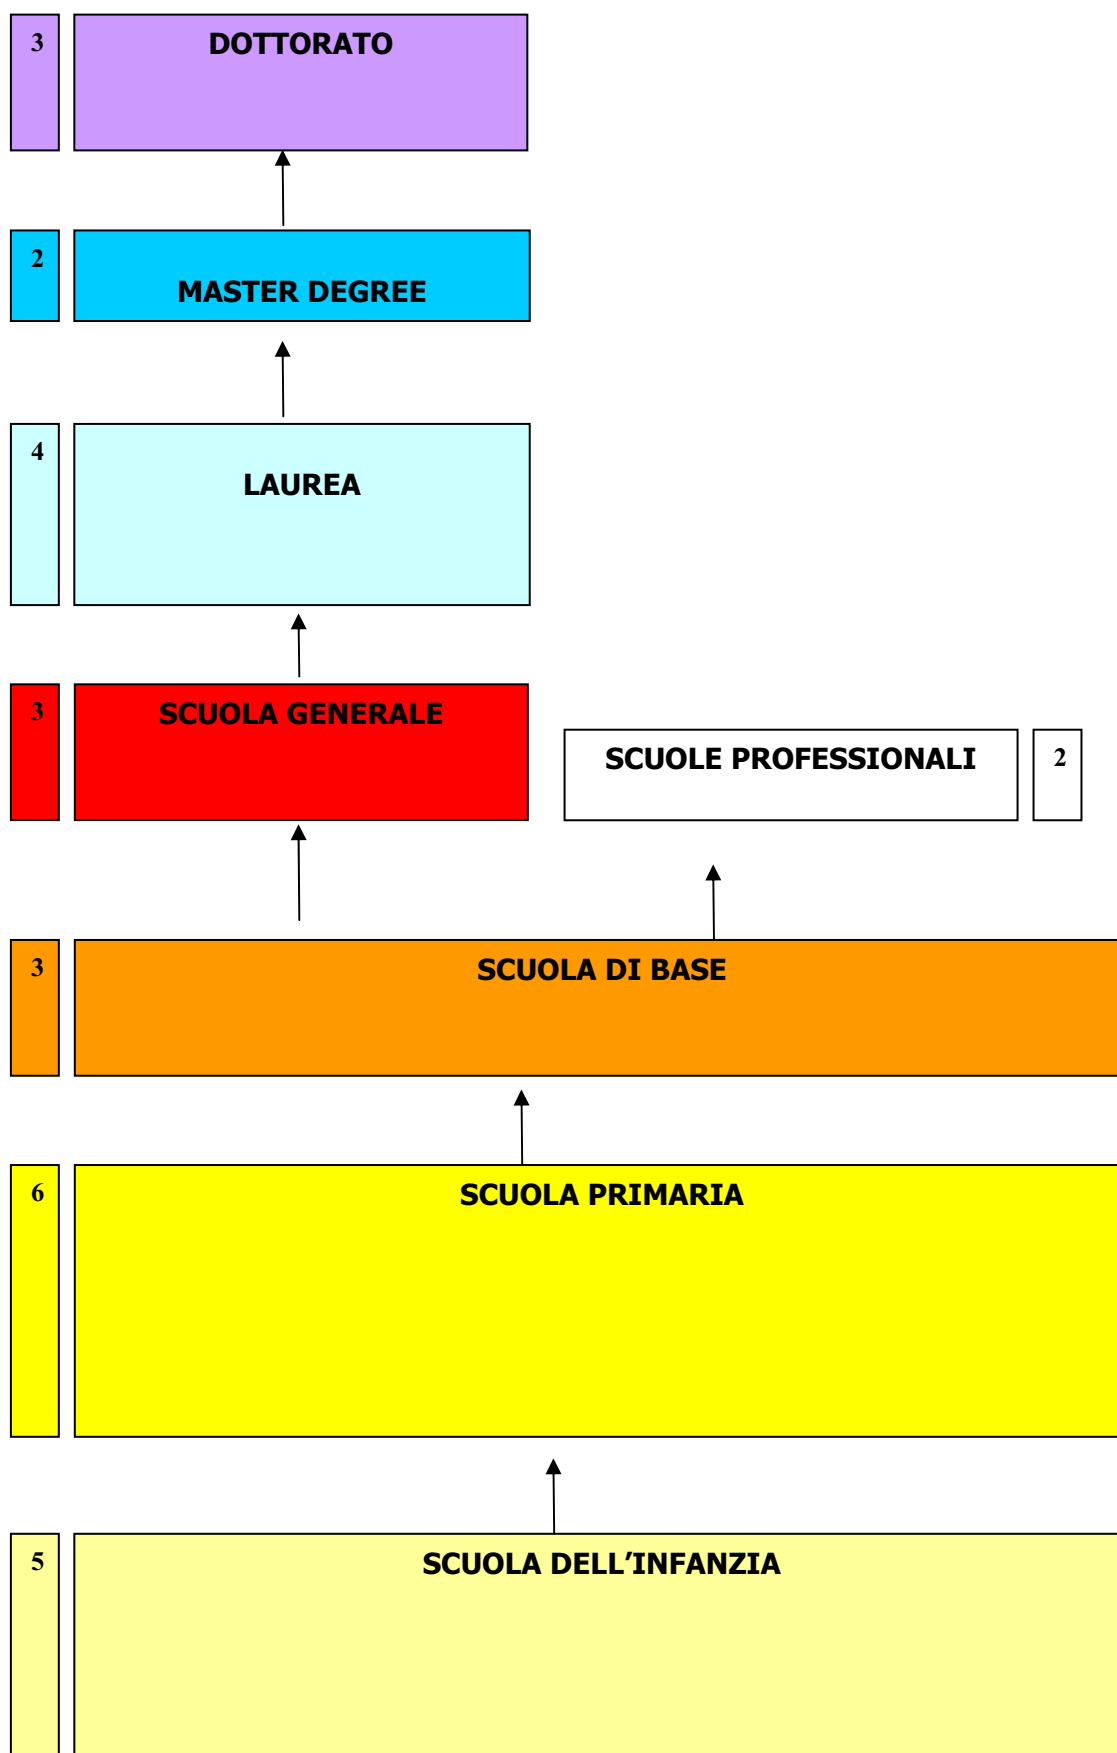 3
DOTTORATO
2
MASTER DEGREE
4
LAUREA
3
SCUOLA GENERALE
SCUOLE PROFESSIONALI
2
3
SCUOLA DI BASE
6
SCUOLA PRIMARIA
5
SCUOLA DELL’INFANZIA